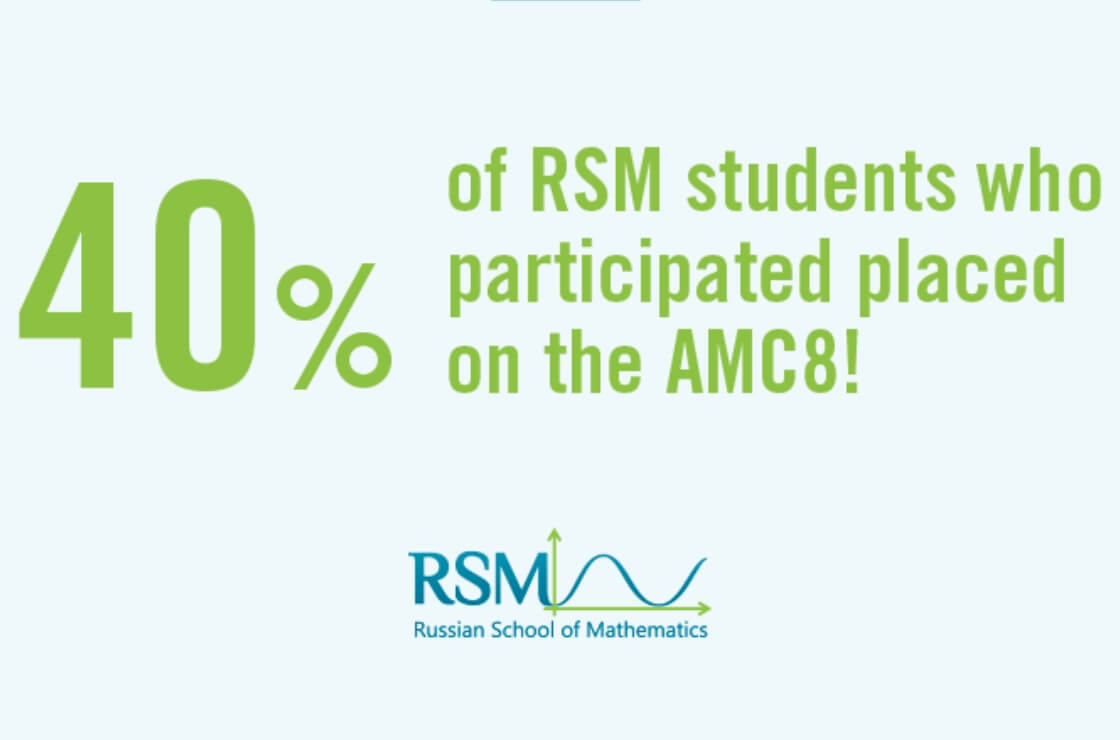 40%
of RSM students who
participated placed
on the AMC8!
RSM
Russian School of Mathematics